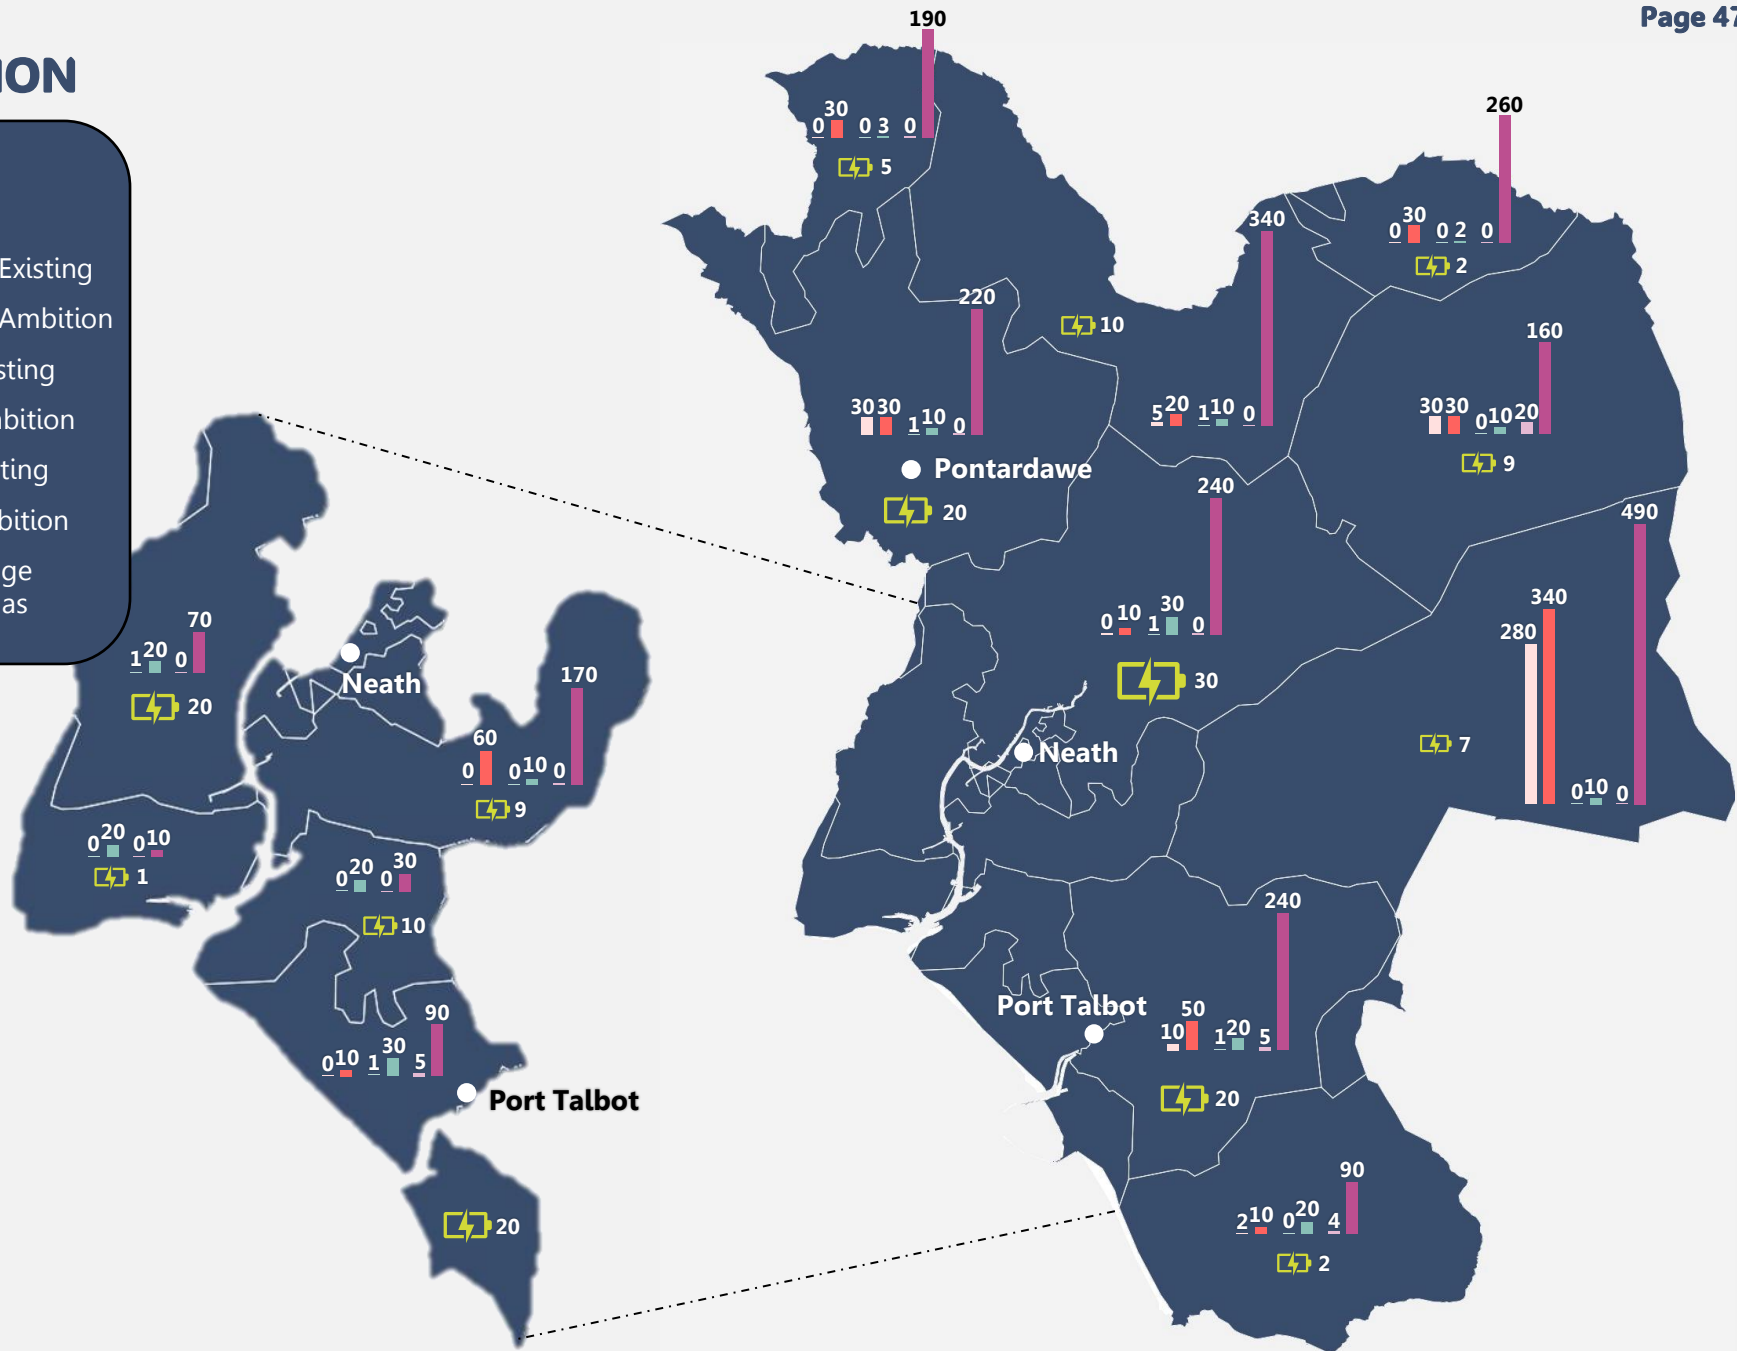 Page 47
ION
Existing
Ambition
sting
bition
ting
bition
ge
as
190
30
0 0 3 0
5
260
30
0 0 2 0
2
340
10
5 20 1 10 0
220
30 30 1 10 0
Pontardawe
20
160
30 30 0 10 20
9
240
0 10 1 30 0
30
490
340
280
0 10 0
7
Neath
240
Port Talbot
50
10 1 20 5
20
90
2 10 0 20 4
2
70
1 20 0
20
Neath
170
60
0 0 10 0
9
0 20 0 10
1
30
0 20 0
10
90
0 10 1 30 5
Port Talbot
20